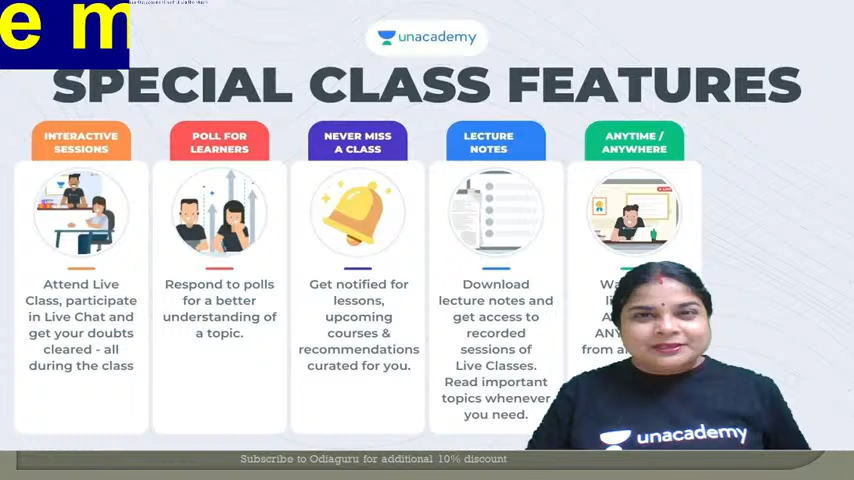 e m
unacademy
SPECIAL CLASS FEATURES
INTERACTIVE
SESSIONS
Attend Live
Class, participate
in Live Chat and
get your doubts
cleared - all
during the class
POLL FOR
LEARNERS
Respond to polls
for a better
understanding of
a topic.
NEVER MISS
A CLASS
Get notified for
lessons,
upcoming
courses &
recommendations
curated for you.
LECTURE
NOTES
Download
lecture notes and
get access to
recorded
sessions of
Live Classes.
Read important
topics whenever
you need.
ANYTIME /
ANYWHERE
from
unacademy
Subscribe to Odiaguru for additional 10% discount